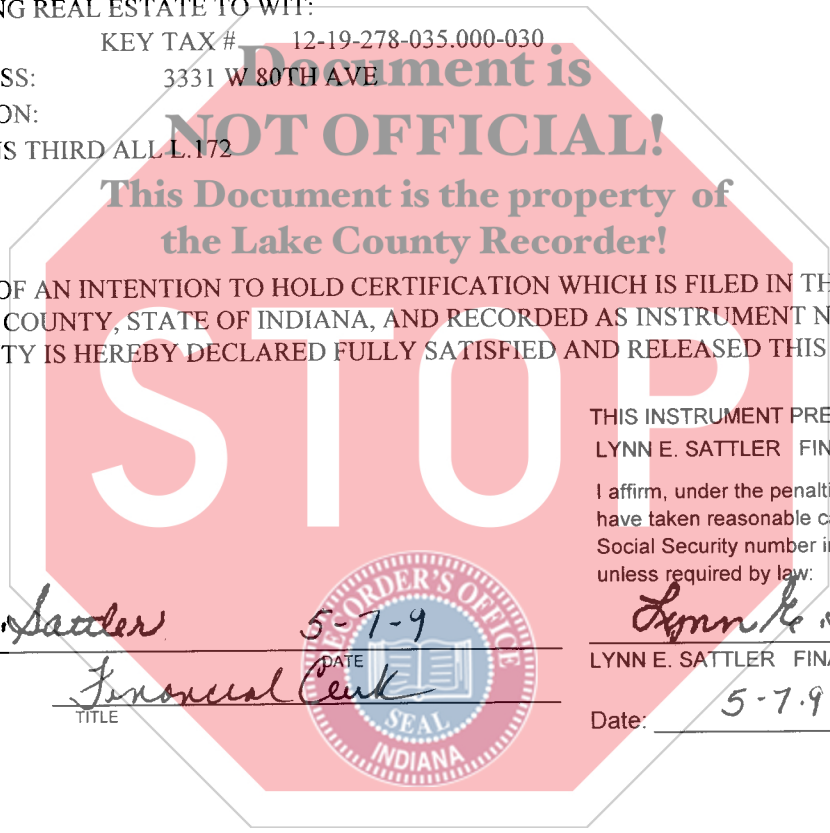 NG REAL ESTATE TO WIT:
KEY TAX # 12-19-278-035.000-030
SS: 3331 W 80TH AVE
ON:
NS THIRD ALL L.172
Document is
NOT OFFICIAL!
This Document is the property of
the Lake County Recorder!
OF AN INTENTION TO HOLD CERTIFICATION WHICH IS FILED IN TH
COUNTY, STATE OF INDIANA, AND RECORDED AS INSTRUMENT N
TY IS HEREBY DECLARED FULLY SATISFIED AND RELEASED THIS
STOP
THIS INSTRUMENT PRE
LYNN E. SATTLER FIN
I affirm, under the penalti
have taken reasonable ca
Social Security number in
unless required by law:
Sattler 5-7-9
DATE
Financial Clerk
TITLE
RECORDER'S OFFICE
SEAL
INDIANA
Lynn E.
LYNN E. SATTLER FINA
Date: 5-7-9